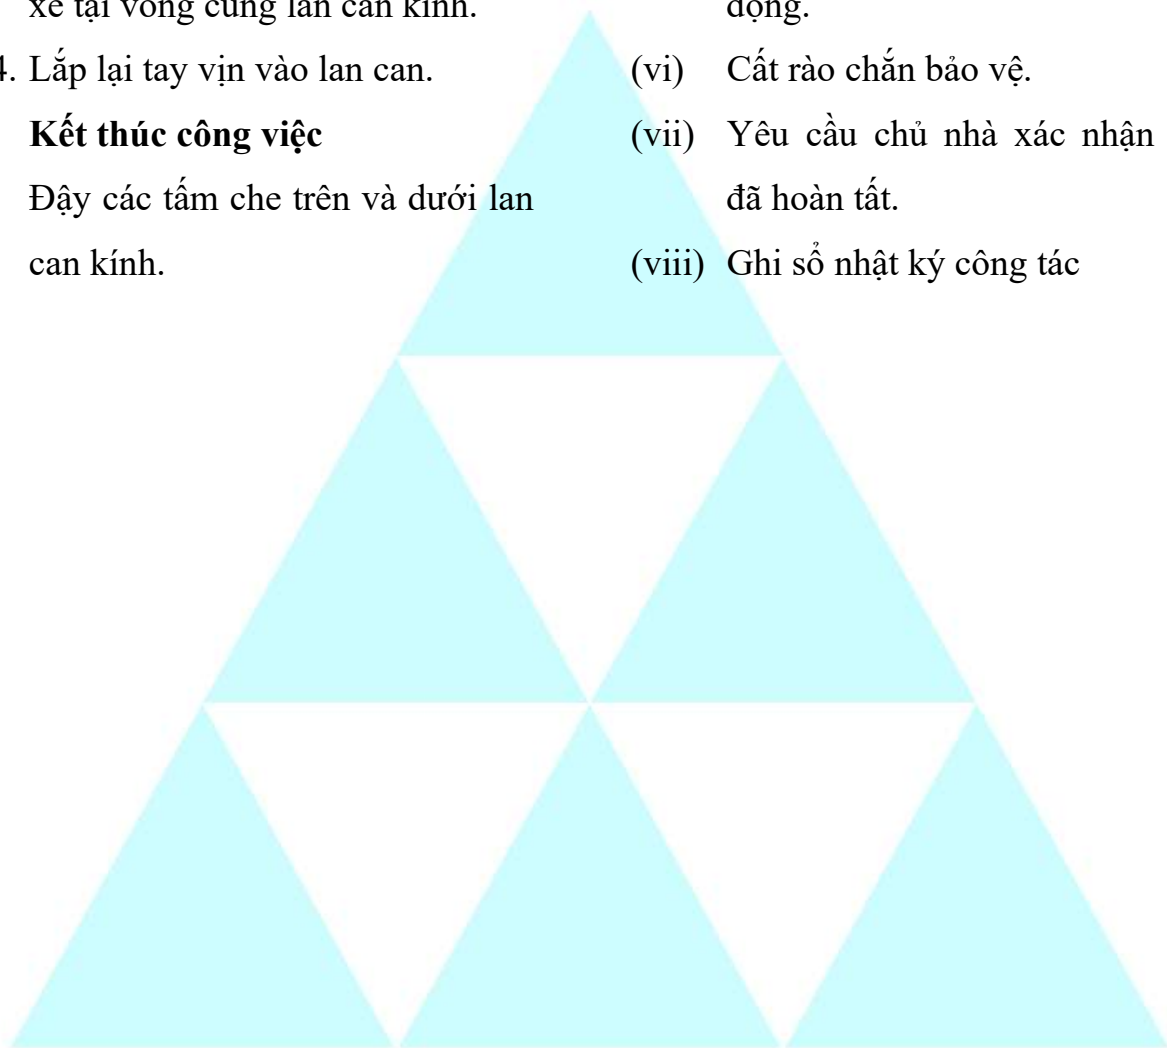 xe tại vòng cung lan can kính.
4. Lắp lại tay vịn vào lan can.
Kết thúc công việc
Đậy các tấm che trên và dưới lan
can kính.
động.
(vi) Cất rào chắn bảo vệ.
(vii) Yêu cầu chủ nhà xác nhận
đã hoàn tất.
(viii) Ghi sổ nhật ký công tác